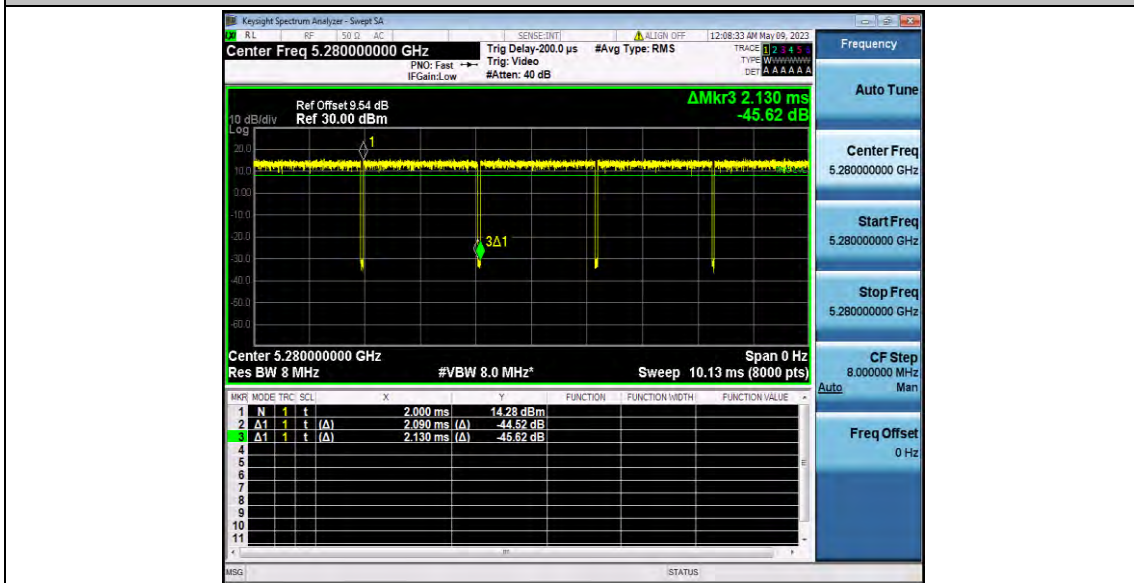 Keysight Spectrum Analyzer - Swept SA
RL RF 50 Ω AC SENSE:INT ALIGN OFF 12:08:33 AM May 09, 2023
Center Freq 5.280000000 GHz
PNO: Fast
IFGain:Low
Trig Delay-200.0 µs
Trig: Video
#Atten: 40 dB
#Avg Type: RMS
TRACE 1 2 3 4 5 6
TYPE W
DET A A A A A A
ΔMkr3 2.130 ms
-45.62 dB
Ref Offset 9.54 dB
10 dB/div Ref 30.00 dBm
Log
20.0
10.0
0.00
-10.0
-20.0
-30.0
-40.0
-50.0
-60.0
1
3Δ1
Center 5.280000000 GHz Span 0 Hz
Res BW 8 MHz #VBW 8.0 MHz* Sweep 10.13 ms (8000 pts)
MKR MODE TRC SCL X Y FUNCTION FUNCTION WIDTH FUNCTION VALUE
1 N 1 t 2.000 ms 14.28 dBm
2 Δ1 1 t (Δ) 2.090 ms (Δ) -44.52 dB
3 Δ1 1 t (Δ) 2.130 ms (Δ) -45.62 dB
4
5
6
7
8
9
10
11
MSG STATUS
Frequency
Auto Tune
Center Freq
5.280000000 GHz
Start Freq
5.280000000 GHz
Stop Freq
5.280000000 GHz
CF Step
8.000000 MHz
Auto Man
Freq Offset
0 Hz